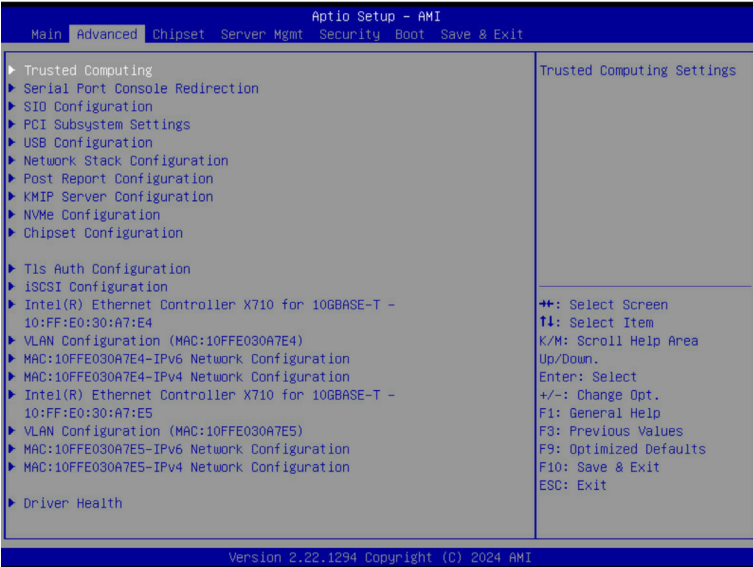 Aptio Setup – AMI
Main Advanced Chipset Server Mgmt Security Boot Save & Exit
Trusted Computing
Serial Port Console Redirection
SIO Configuration
PCI Subsystem Settings
USB Configuration
Network Stack Configuration
Post Report Configuration
KMIP Server Configuration
NVMe Configuration
Chipset Configuration
Tls Auth Configuration
iSCSI Configuration
Intel(R) Ethernet Controller X710 for 10GBASE-T –
10:FF:E0:30:A7:E4
VLAN Configuration (MAC:10FFE030A7E4)
MAC:10FFE030A7E4-IPv6 Network Configuration
MAC:10FFE030A7E4-IPv4 Network Configuration
Intel(R) Ethernet Controller X710 for 10GBASE-T –
10:FF:E0:30:A7:E5
VLAN Configuration (MAC:10FFE030A7E5)
MAC:10FFE030A7E5-IPv6 Network Configuration
MAC:10FFE030A7E5-IPv4 Network Configuration
Driver Health
Trusted Computing Settings
→←: Select Screen
↑↓: Select Item
K/M: Scroll Help Area
Up/Down.
Enter: Select
+/-: Change Opt.
F1: General Help
F3: Previous Values
F9: Optimized Defaults
F10: Save & Exit
ESC: Exit
Version 2.22.1294 Copyright (C) 2024 AMI